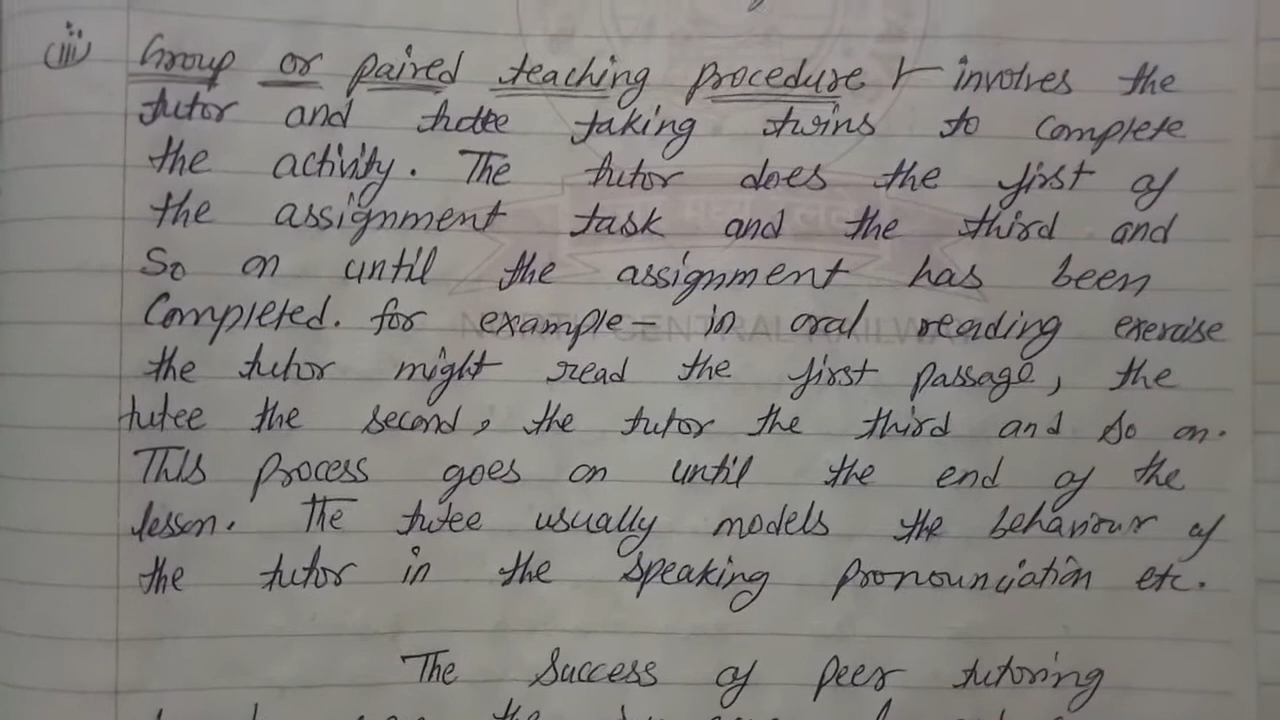 (iii) Group or paired teaching procedure :- involves the
tutor and tutee taking twins to complete
the activity. The tutor does the first of
the assignment task and the third and
So on until the assignment has been
Completed. for example - in oral reading exercise
the tutor might read the first passage, the
tutee the second, the tutor the third and so on.
This process goes on until the end of the
lesson. The tutee usually models the behaviour of
the tutor in the speaking pronounciation etc.
The Success of peer tutoring
NORTH CENTRAL RAILWAY